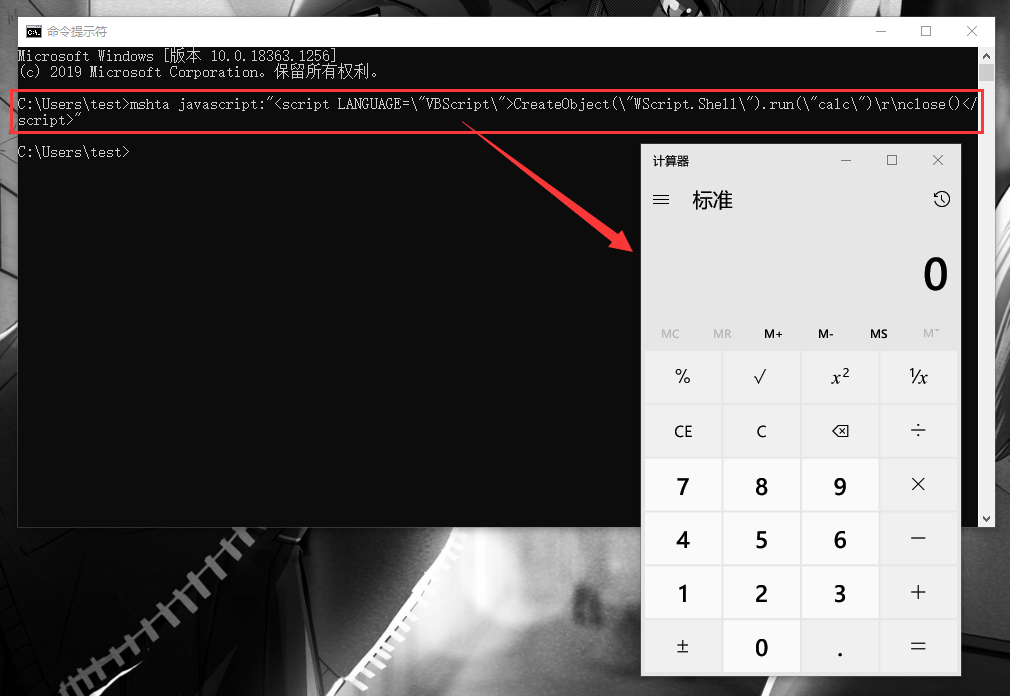 命令提示符
Microsoft Windows [版本 10.0.18363.1256]
(c) 2019 Microsoft Corporation。保留所有权利。
C:\Users\test>mshta javascript:"<script LANGUAGE=\"VBScript\">CreateObject(\"WScript.Shell\").run(\"calc\")\r\nclose()</
script>"
C:\Users\test>
计算器
标准
0
MC MR M+ M- MS M˅
% √ x² ¹/x
CE C ÷
7 8 9 ×
4 5 6 −
1 2 3 +
± 0 . =